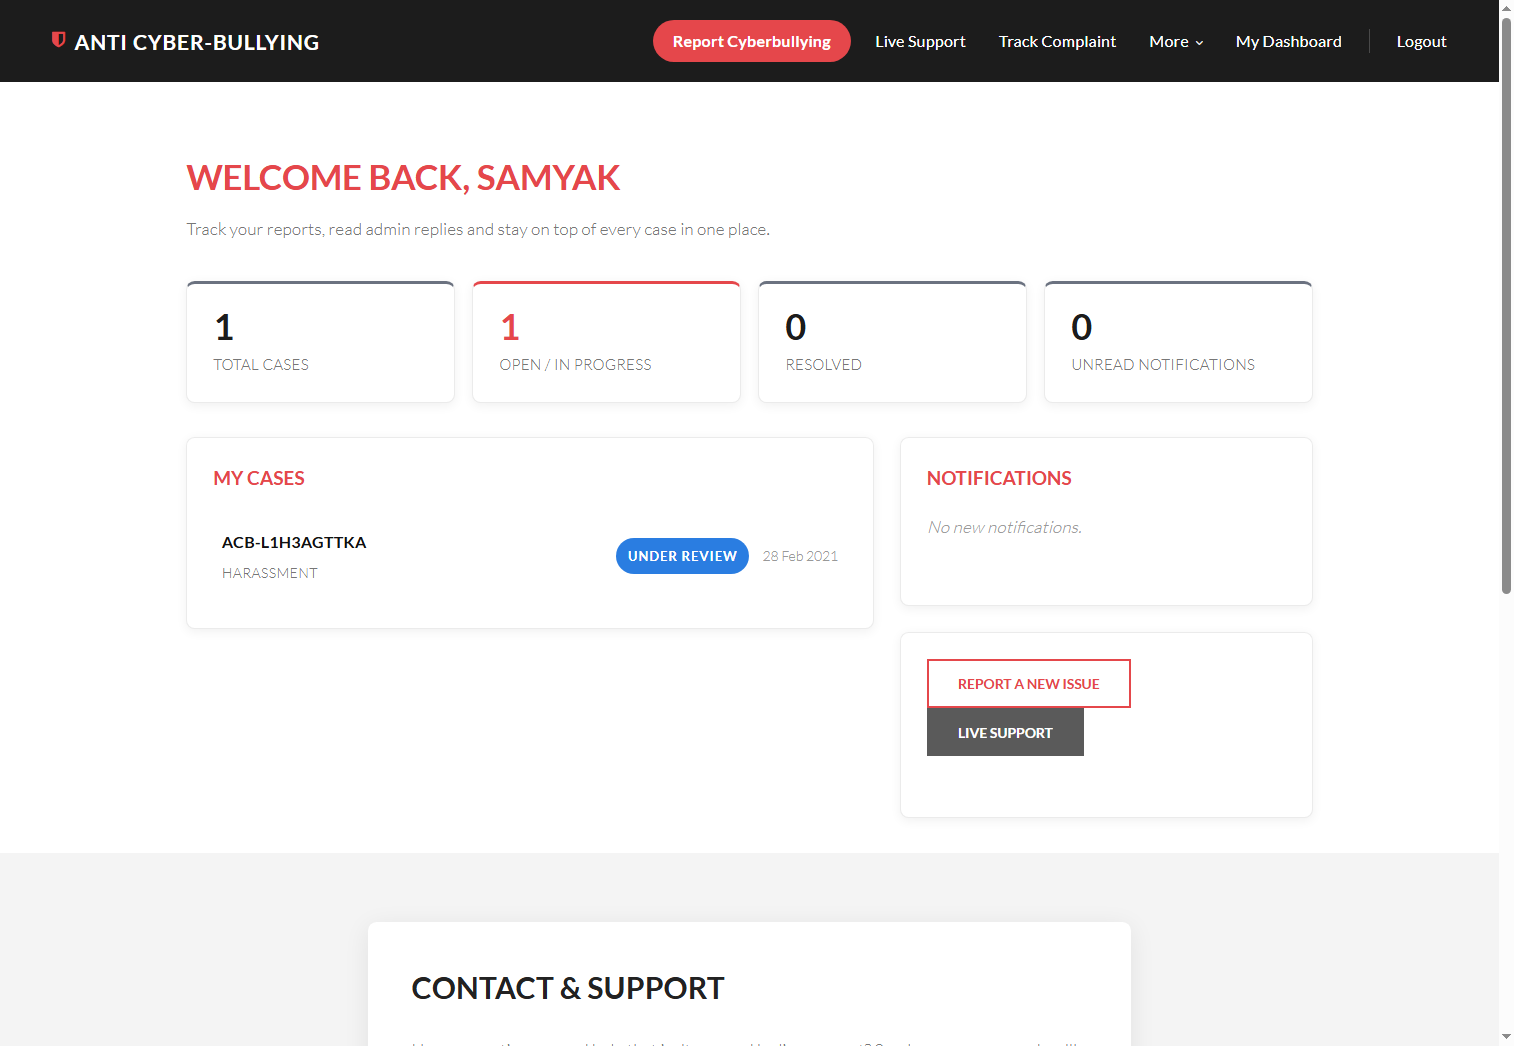 ANTI CYBER-BULLYING
Report Cyberbullying
Live Support
Track Complaint
More
My Dashboard
Logout
WELCOME BACK, SAMYAK
Track your reports, read admin replies and stay on top of every case in one place.
1
TOTAL CASES
1
OPEN / IN PROGRESS
0
RESOLVED
0
UNREAD NOTIFICATIONS
MY CASES
ACB-L1H3AGTTKA
HARASSMENT
UNDER REVIEW
28 Feb 2021
NOTIFICATIONS
No new notifications.
REPORT A NEW ISSUE
LIVE SUPPORT
CONTACT & SUPPORT